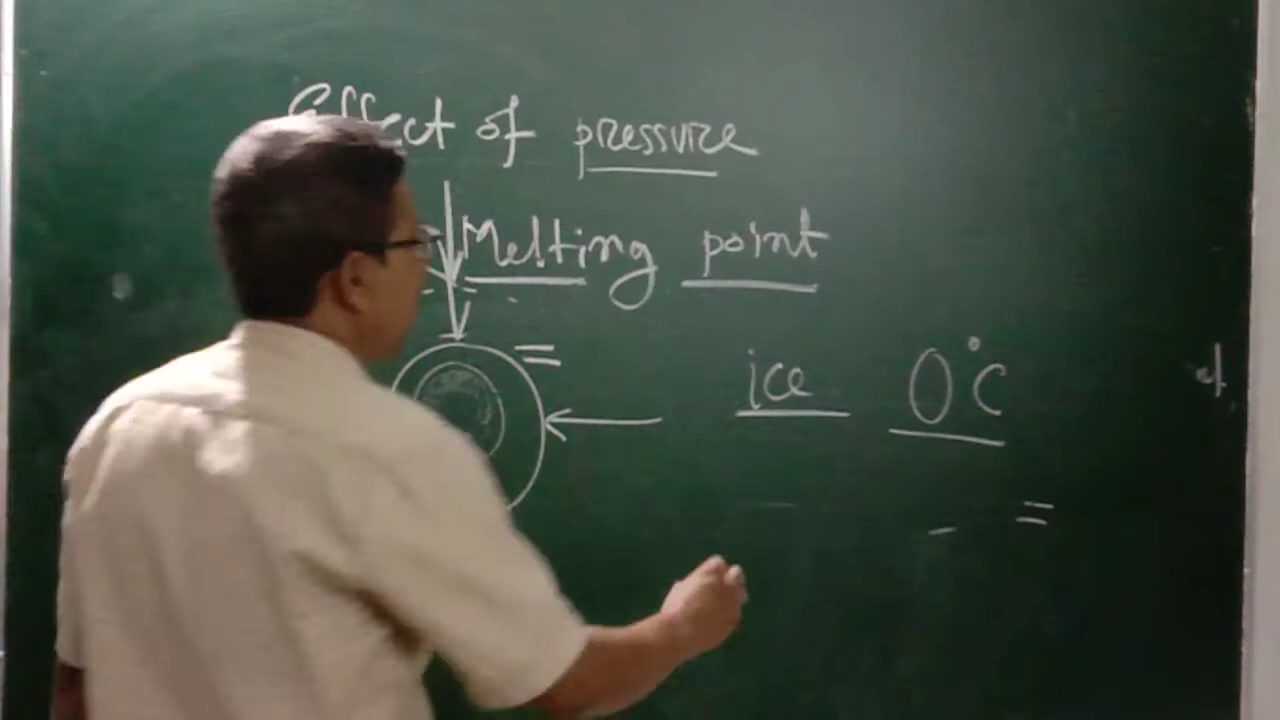 Effect of pressure
Melting point
ice 0°C